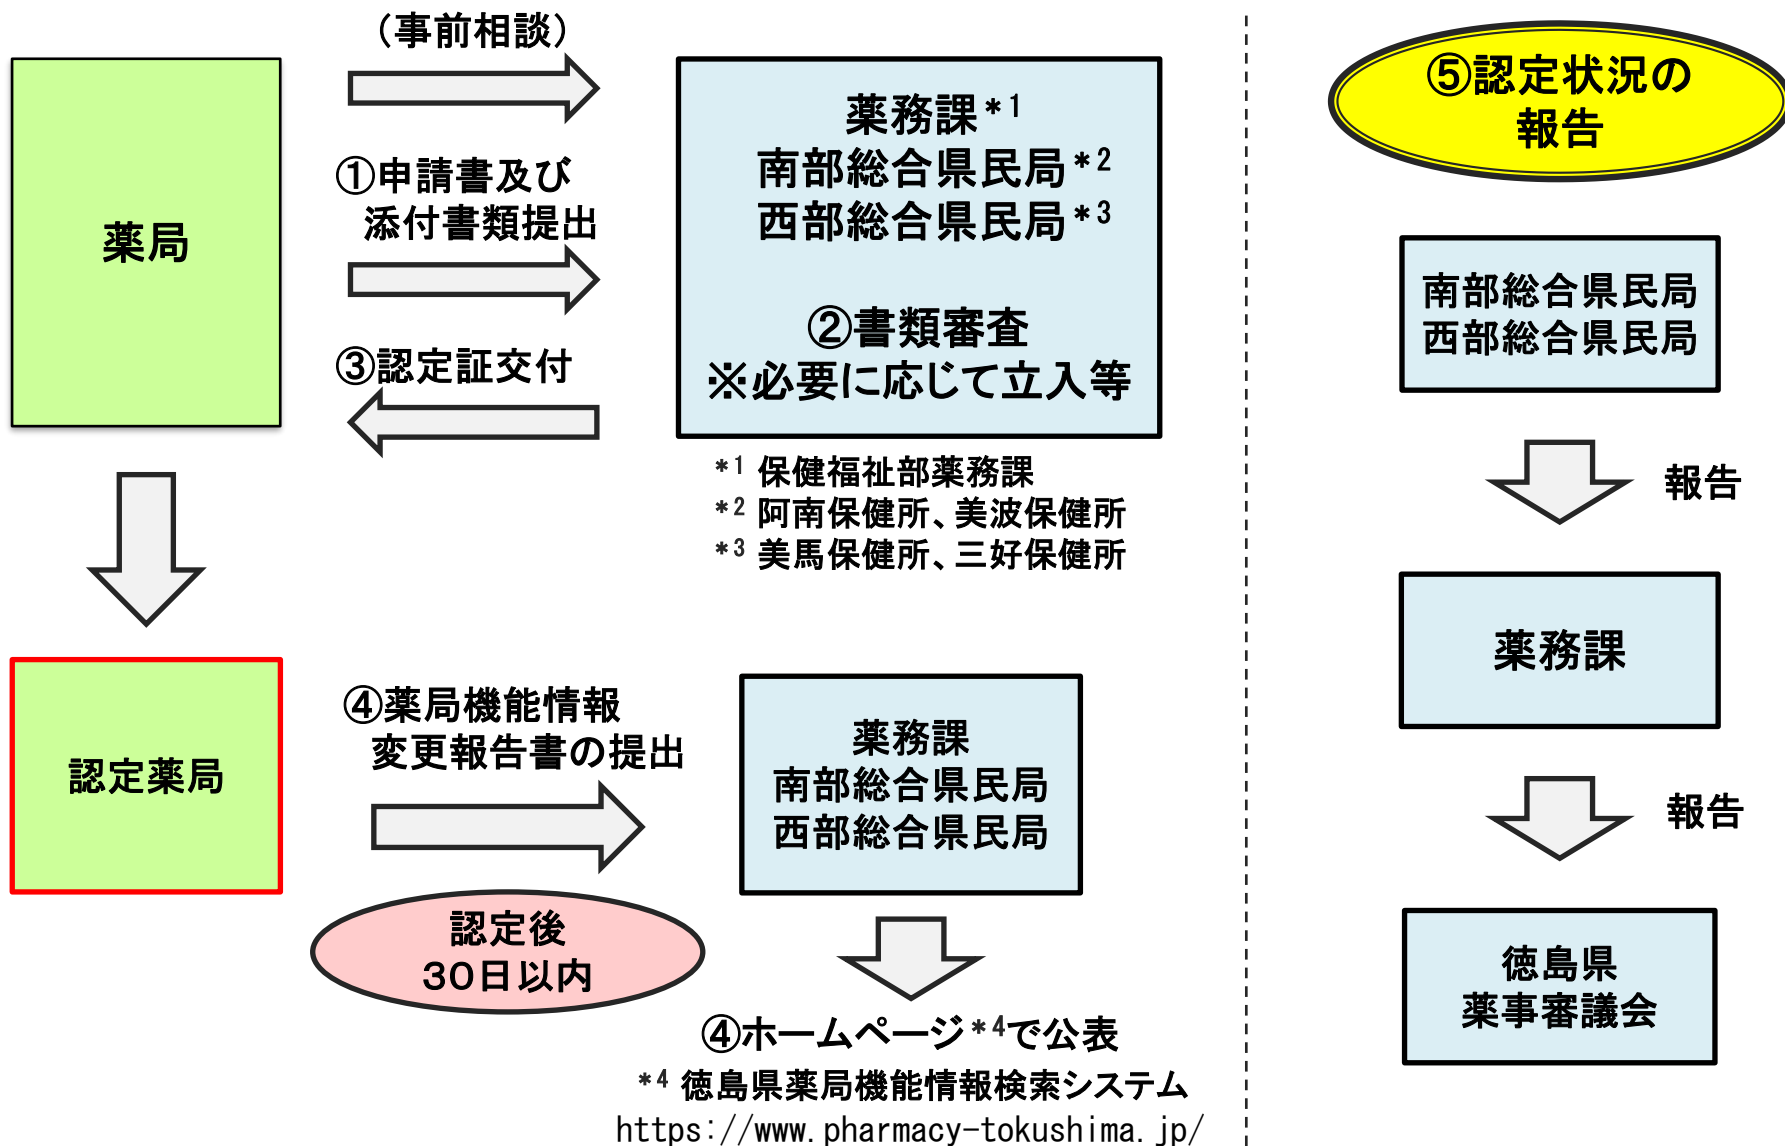 （事前相談）
薬局
①申請書及び
添付書類提出
③認定証交付
薬務課*1
南部総合県民局*2
西部総合県民局*3
②書類審査
※必要に応じて立入等
*1 保健福祉部薬務課
*2 阿南保健所、美波保健所
*3 美馬保健所、三好保健所
認定薬局
④薬局機能情報
変更報告書の提出
認定後
３０日以内
薬務課
南部総合県民局
西部総合県民局
④ホームページ*4で公表
*4 徳島県薬局機能情報検索システム
https://www.pharmacy-tokushima.jp/
⑤認定状況の
報告
南部総合県民局
西部総合県民局
報告
薬務課
報告
徳島県
薬事審議会